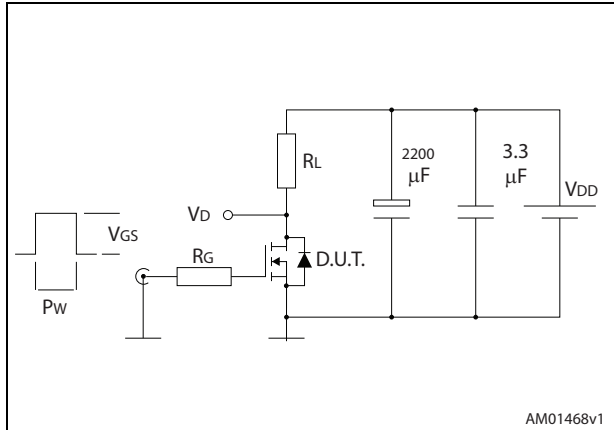 RL
2200
μF
3.3
μF
VDD
VD
VGS
RG
D.U.T.
PW
AM01468v1